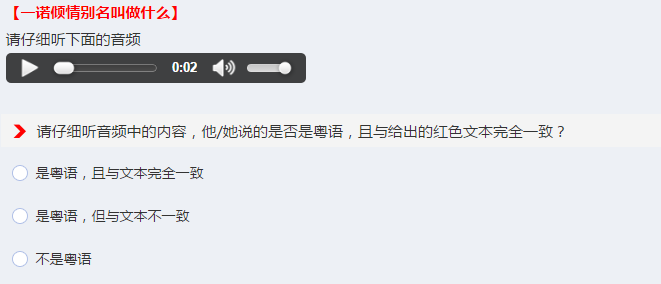 【一诺倾情别名叫做什么】
请仔细听下面的音频
0:02
请仔细听音频中的内容，他/她说的是否是粤语，且与给出的红色文本完全一致？
是粤语，且与文本完全一致
是粤语，但与文本不一致
不是粤语